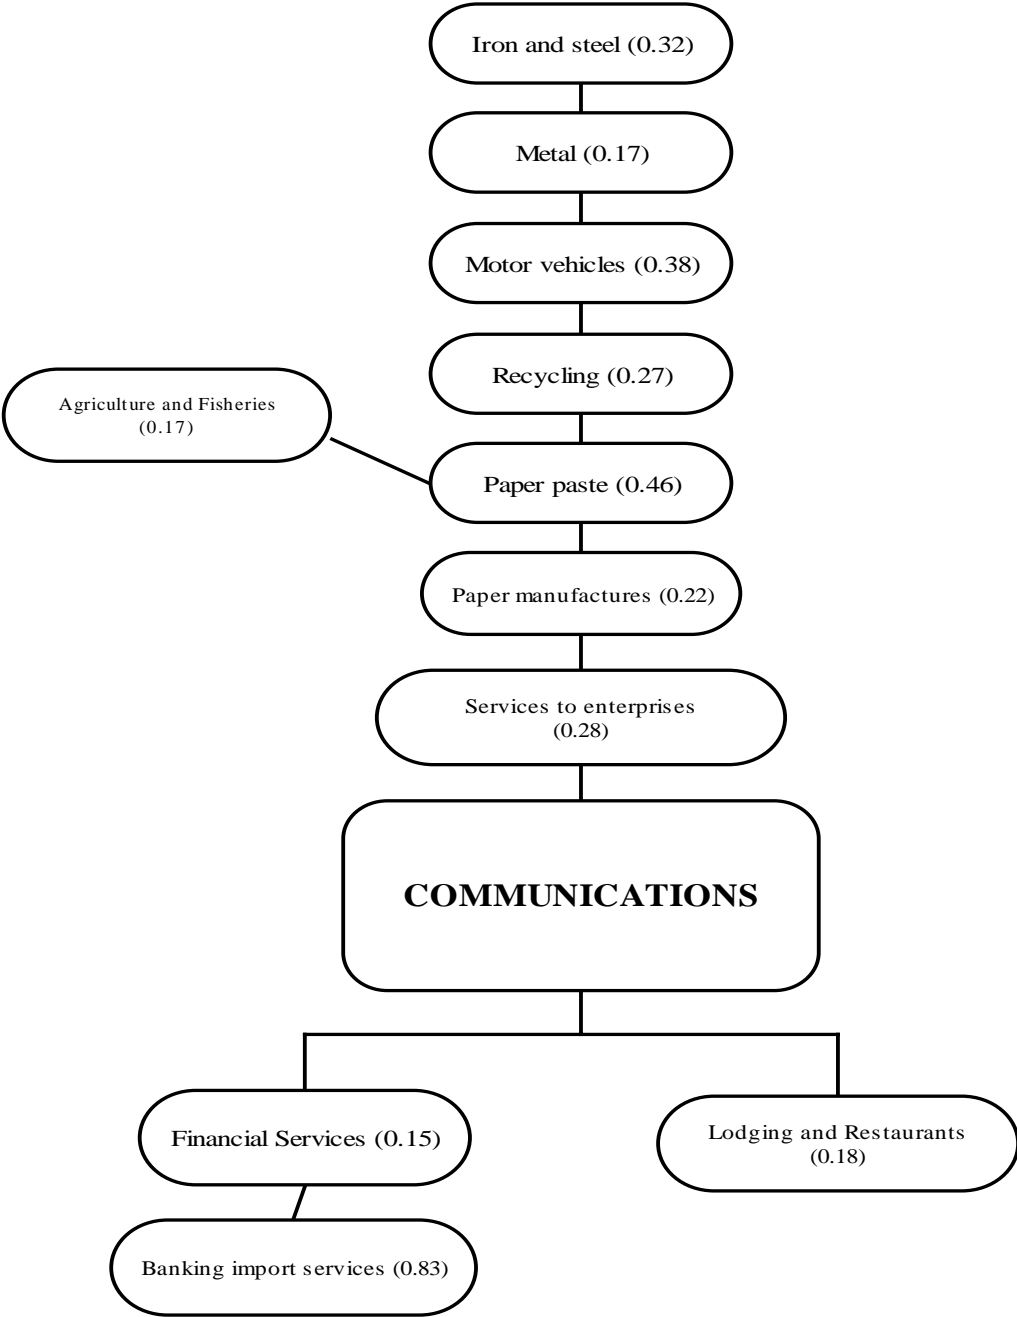 Iron and steel (0.32)
Metal (0.17)
Motor vehicles (0.38)
Recycling (0.27)
Agriculture and Fisheries
(0.17)
Paper paste (0.46)
Paper manufactures (0.22)
Services to enterprises
(0.28)
COMMUNICATIONS
Financial Services (0.15)
Lodging and Restaurants
(0.18)
Banking import services (0.83)